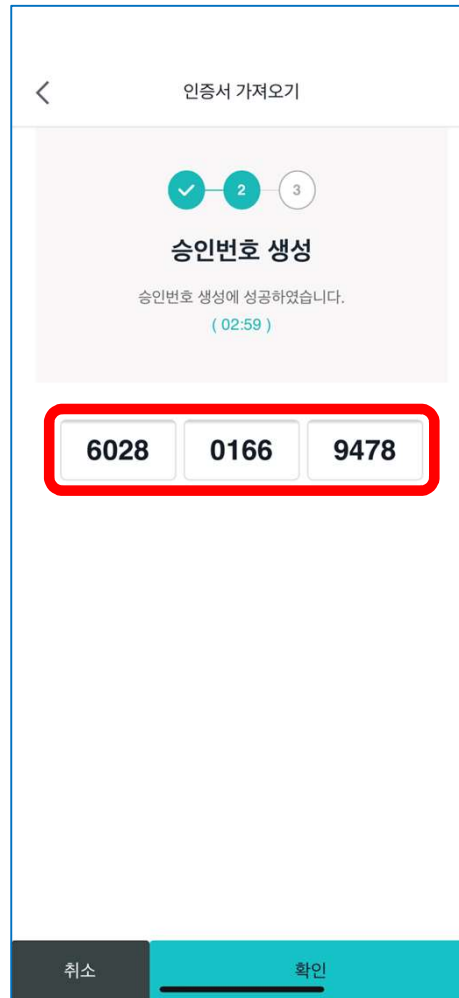 인증서 가져오기
2 3
승인번호 생성
승인번호 생성에 성공하였습니다.
( 02:59 )
6028 0166 9478
취소 확인